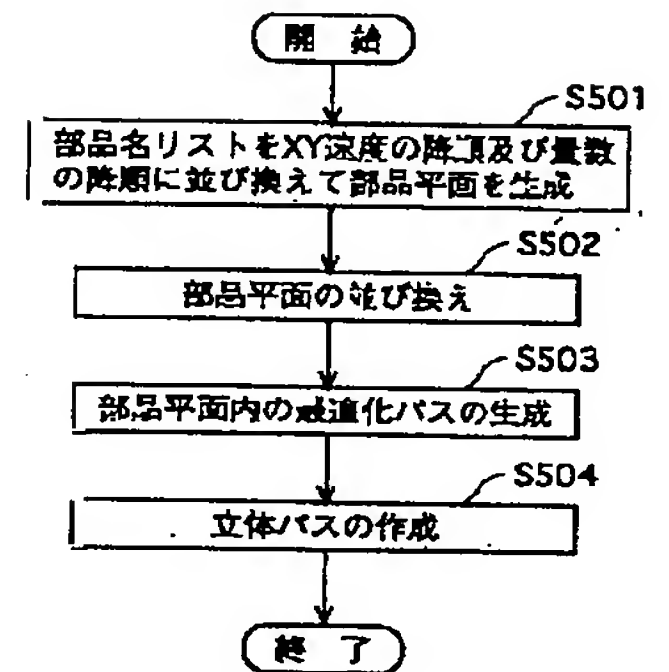 開 始
S501
部品名リストをXY速度の降順及び員数
の降順に並び換えて部品平面を生成
S502
部品平面の並び換え
S503
部品平面内の最適化パスの生成
S504
立体パスの作成
終 了